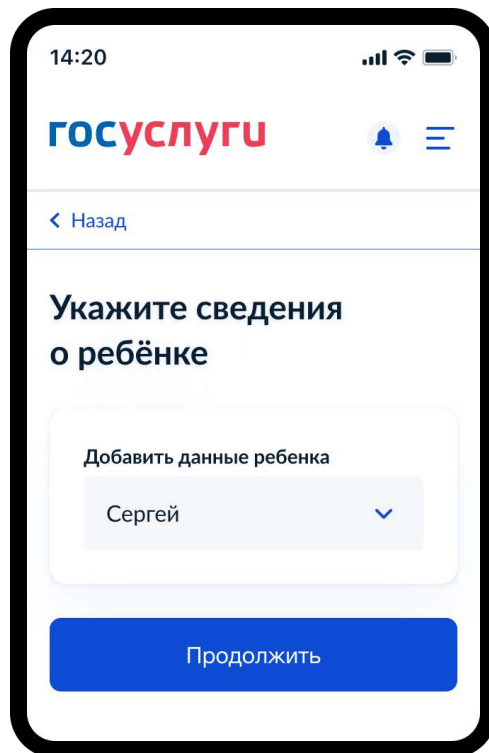 14:20
госуслуги
Назад
Укажите сведения
о ребёнке
Добавить данные ребенка
Сергей
Продолжить